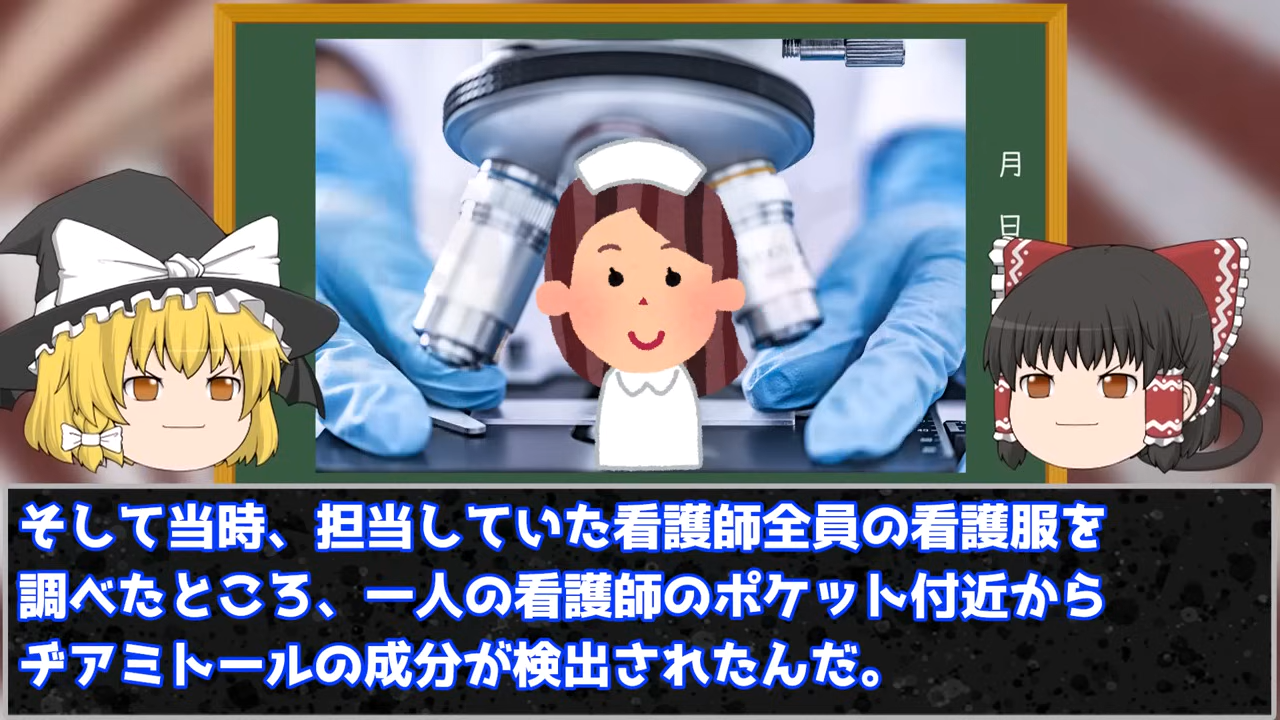 月
日
そして当時、担当していた看護師全員の看護服を
調べたところ、一人の看護師のポケット付近から
ヂアミトールの成分が検出されたんだ。